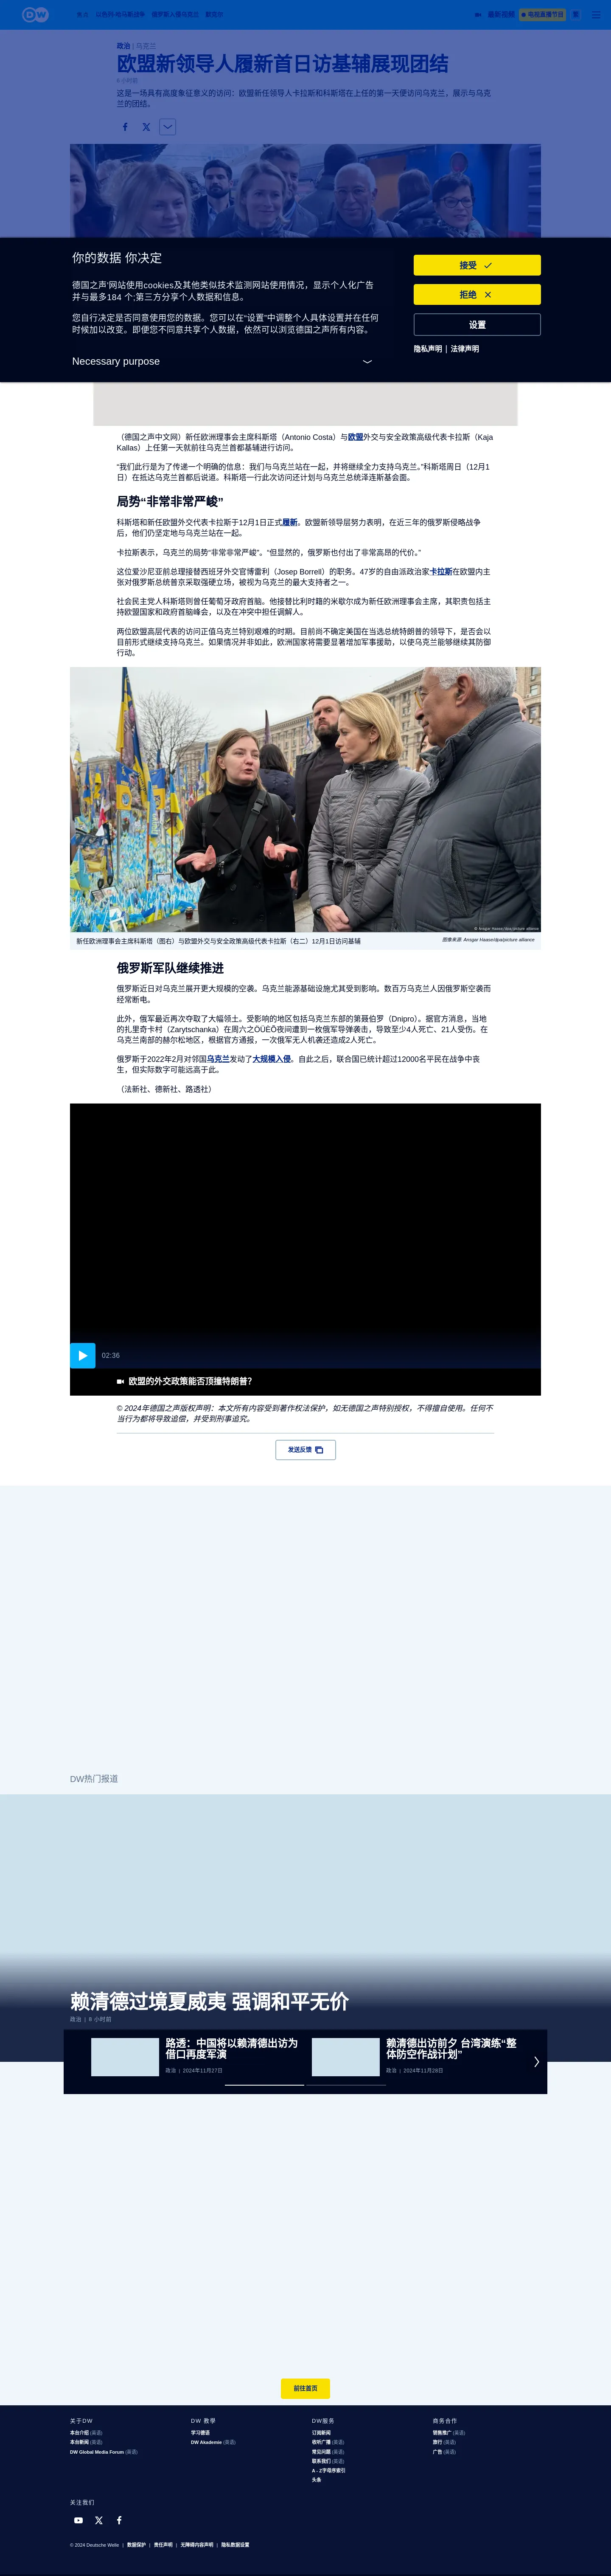 DW
以色列-哈马斯战争 俄罗斯入侵乌克兰
最新视频 电视直播节目 繁
政治 | 乌克兰
欧盟新领导人履新首日访基辅展现团结
8 小时前
这是一场具有高度象征意义的访问：欧盟新任领导人卡拉斯和科斯塔在上任的第一天便访问乌克兰，展示与乌克
兰的团结。
你的数据 你决定
德国之声'网站使用cookies及其他类似技术监测网站使用情况，显示个人化广告
并与最多184 个;第三方分享个人数据和信息。
您自行决定是否同意使用您的数据。您可以在“设置”中调整个人具体设置并在任何
时候加以改变。即便您不同意共享个人数据，依然可以浏览德国之声所有内容。
Necessary purpose
接受
拒绝
设置
隐私声明 | 法律声明
（德国之声中文网）新任欧洲理事会主席科斯塔（Antonio Costa）与欧盟外交与安全政策高级代表卡拉斯（Kaja
Kallas）上任第一天就前往乌克兰首都基辅进行访问。
“我们此行是为了传递一个明确的信息：我们与乌克兰站在一起，并将继续全力支持乌克兰。”科斯塔周日（12月1
日）在抵达乌克兰首都后说道。科斯塔一行此次访问还计划与乌克兰总统泽连斯基会面。
局势“非常非常严峻”
科斯塔和新任欧盟外交代表卡拉斯于12月1日正式履新。欧盟新领导层努力表明，在近三年的俄罗斯侵略战争
后，他们仍坚定地与乌克兰站在一起。
卡拉斯表示，乌克兰的局势“非常非常严峻”。“但显然的，俄罗斯也付出了非常高昂的代价。”
这位爱沙尼亚前总理接替西班牙外交官博雷利（Josep Borrell）的职务。47岁的自由派政治家卡拉斯在欧盟内主
张对俄罗斯总统普京采取强硬立场，被视为乌克兰的最大支持者之一。
社会民主党人科斯塔则曾任葡萄牙政府首脑。他接替比利时籍的米歇尔成为新任欧洲理事会主席，其职责包括主
持欧盟国家和政府首脑峰会，以及在冲突中担任调解人。
两位欧盟高层代表的访问正值乌克兰特别艰难的时期。目前尚不确定美国在当选总统特朗普的领导下，是否会以
目前形式继续支持乌克兰。如果情况并非如此，欧洲国家将需要显著增加军事援助，以使乌克兰能够继续其防御
行动。
© Ansgar Haase/dpa/picture alliance
新任欧洲理事会主席科斯塔（图右）与欧盟外交与安全政策高级代表卡拉斯（右二）12月1日访问基辅
图像来源: Ansgar Haase/dpa/picture alliance
俄罗斯军队继续推进
俄罗斯近日对乌克兰展开更大规模的空袭。乌克兰能源基础设施尤其受到影响。数百万乌克兰人因俄罗斯空袭而
经常断电。
此外，俄军最近再次夺取了大幅领土。受影响的地区包括乌克兰东部的第聂伯罗（Dnipro）。据官方消息，当地
的扎里奇卡村（Zarytschanka）在周六之ÖÜËÕ夜间遭到一枚俄军导弹袭击，导致至少4人死亡、21人受伤。在
乌克兰南部的赫尔松地区，根据官方通报，一次俄军无人机袭还造成2人死亡。
俄罗斯于2022年2月对邻国乌克兰发动了大规模入侵。自此之后，联合国已统计超过12000名平民在战争中丧
生，但实际数字可能远高于此。
（法新社、德新社、路透社）
02:36
欧盟的外交政策能否顶撞特朗普？
© 2024年德国之声版权声明：本文所有内容受到著作权法保护，如无德国之声特别授权，不得擅自使用。任何不
当行为都将导致追偿，并受到刑事追究。
发送反馈
DW热门报道
赖清德过境夏威夷 强调和平无价
政治 | 8 小时前
路透：中国将以赖清德出访为
借口再度军演
政治 | 2024年11月27日
赖清德出访前夕 台湾演练“整
体防空作战计划”
政治 | 2024年11月28日
前往首页
关于DW
本台介绍 (英语)
本台新闻 (英语)
DW Global Media Forum (英语)
DW 教學
学习德语
DW Akademie (英语)
DW服务
订阅新闻
收听广播 (英语)
常见问题 (英语)
联系我们 (英语)
A - Z字母序索引
头条
商务合作
销售推广 (英语)
旅行 (英语)
广告 (英语)
关注我们
© 2024 Deutsche Welle | 数据保护 | 责任声明 | 无障碍内容声明 | 隐私数据设置